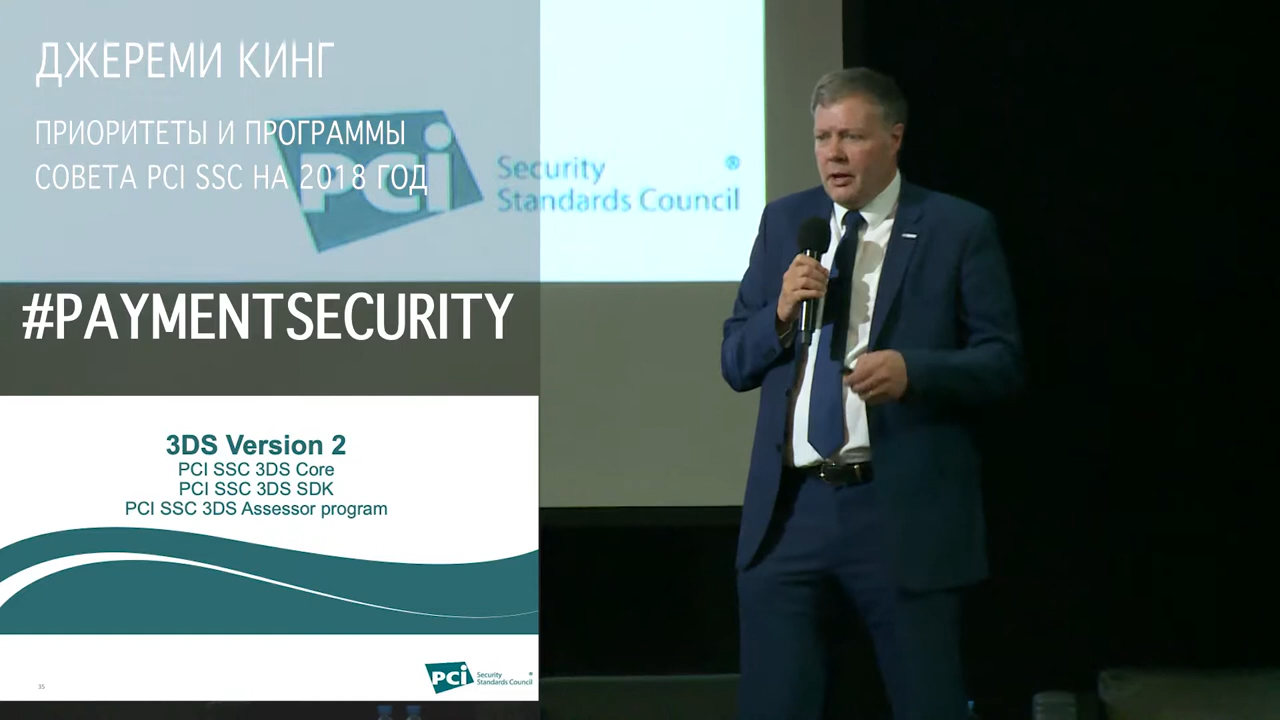 ДЖЕРЕМИ КИНГ
ПРИОРИТЕТЫ И ПРОГРАММЫ
СОВЕТА PCI SSC НА 2018 ГОД
PCi Security ®
Standards Council
#PAYMENTSECURITY
3DS Version 2
PCI SSC 3DS Core
PCI SSC 3DS SDK
PCI SSC 3DS Assessor program
35
PCi Security ®
Standards Council